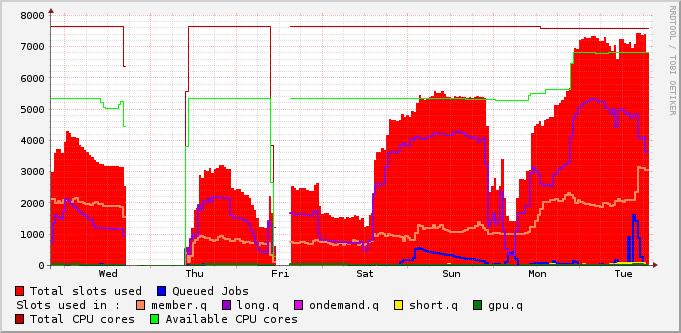 RRDTOOL / TOBI OETIKER
8000
7000
6000
5000
4000
3000
2000
1000
0
Wed Thu Fri Sat Sun Mon Tue
Total slots used Queued Jobs
Slots used in : member.q long.q ondemand.q short.q gpu.q
Total CPU cores Available CPU cores